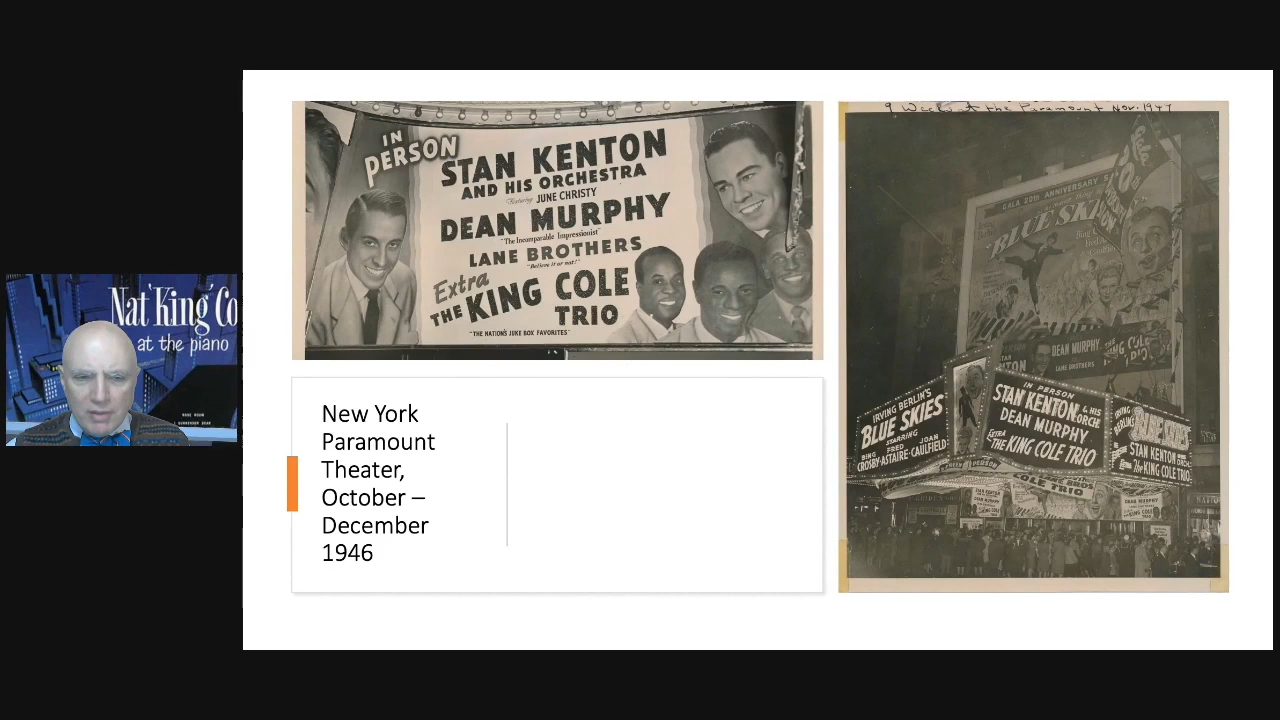 Nat King Co
at the piano
IN
PERSON
STAN KENTON
AND HIS ORCHESTRA
Featuring JUNE CHRISTY
DEAN MURPHY
"The Incomparable Impressionist"
LANE BROTHERS
"Believe it or not!"
Extra
THE KING COLE
TRIO
"THE NATION'S JUKE BOX FAVORITES"
New York
Paramount
Theater,
October –
December
1946
9 Weeks at the Paramount Nov. 1947
GALA 20TH ANNIVERSARY
BLUE SKIES
DEAN MURPHY
LANE BROTHERS
KING COLE
TRIO
IRVING BERLIN'S
BLUE SKIES
STARRING
BING FRED JOAN
CROSBY-ASTAIRE-CAULFIELD
IN PERSON
STAN KENTON & HIS ORCH.
DEAN MURPHY
EXTRA THE KING COLE TRIO
IRVING BERLIN'S
BLUE SKIES
STAN KENTON ORCH.
KING COLE TRIO
COLE TRIO
STAN KENTON
DEAN MURPHY